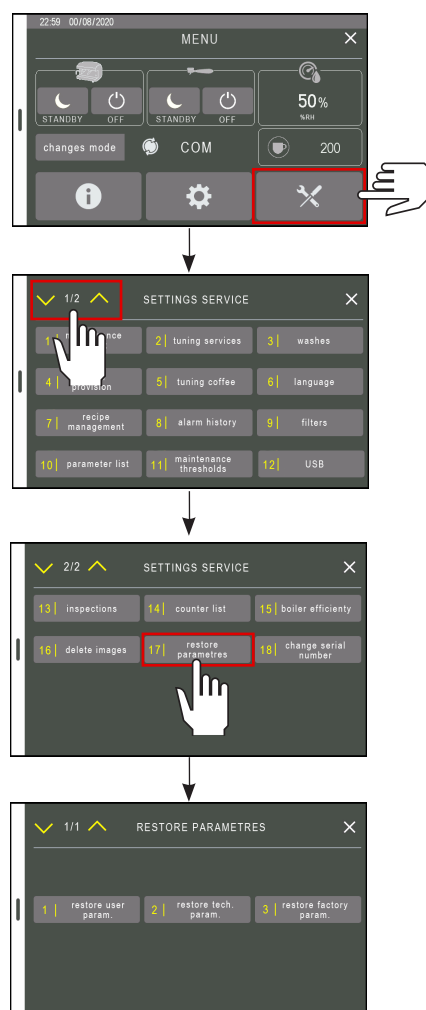 22:59 00/08/2020
MENU
STANDBY OFF
STANDBY OFF
50%
%RH
changes mode
COM
200
1/2
SETTINGS SERVICE
1|
2| tuning services
3| washes
4|
provision
5| tuning coffee
6| language
7| recipe
management
8| alarm history
9| filters
10| parameter list
11| maintenance
thresholds
12| USB
2/2
SETTINGS SERVICE
13| inspections
14| counter list
15| boiler efficienty
16| delete images
17| restore
parametres
18| change serial
number
1/1
RESTORE PARAMETRES
1| restore user
param.
2| restore tech.
param.
3| restore factory
param.